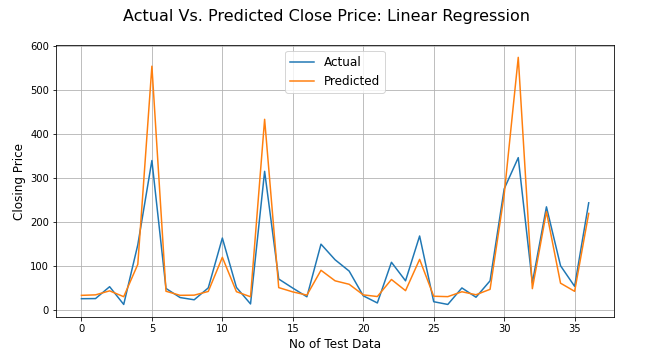 Actual Vs. Predicted Close Price: Linear Regression
600
500
400
300
200
100
0
Closing Price
Actual
Predicted
0 5 10 15 20 25 30 35
No of Test Data